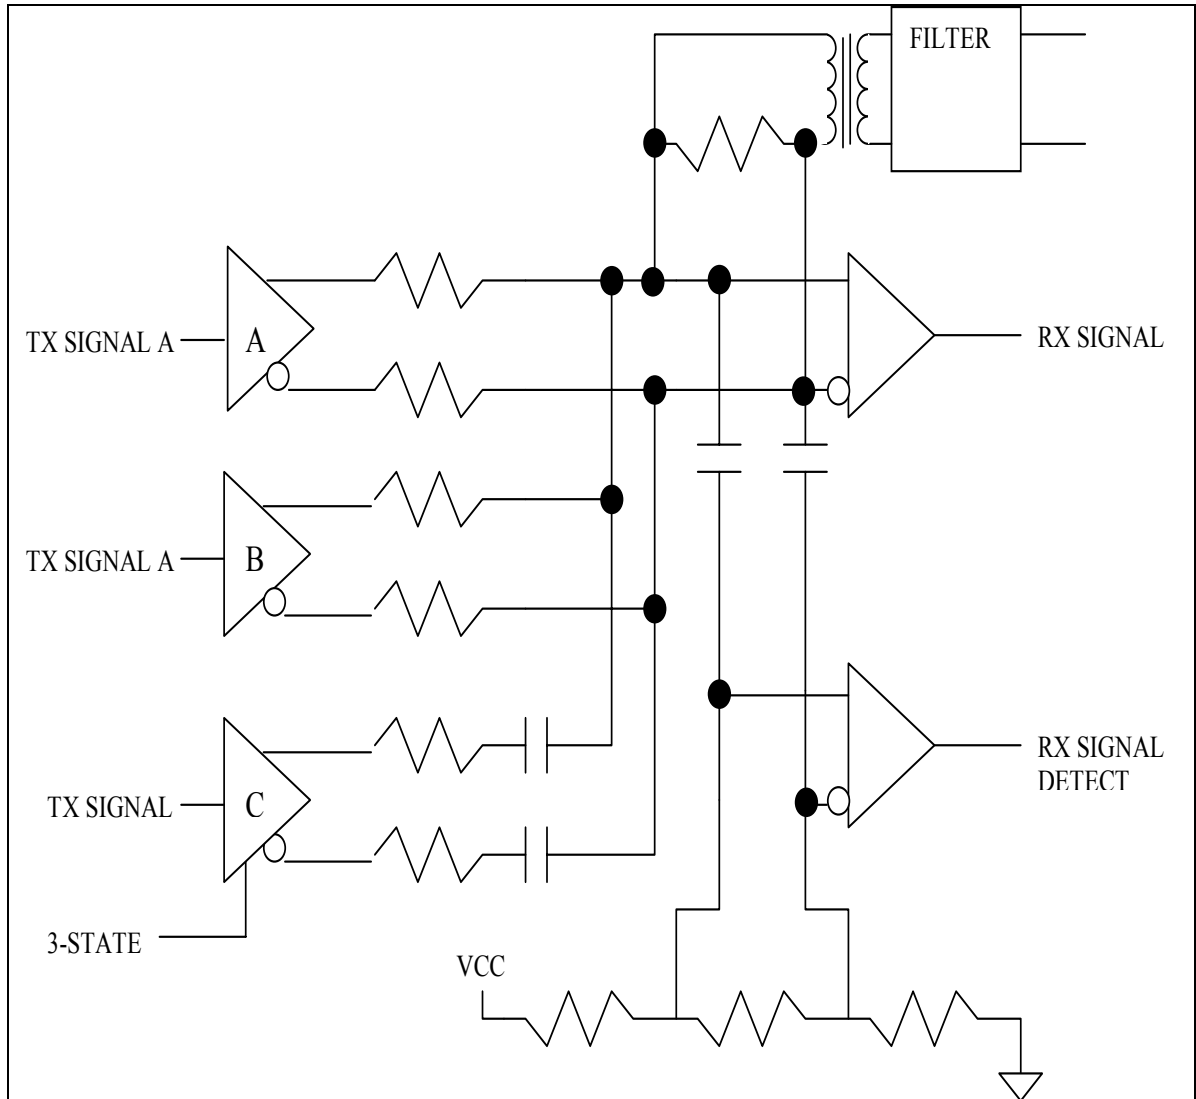 FILTER
TX SIGNAL A
A
RX SIGNAL
TX SIGNAL A
B
TX SIGNAL
C
RX SIGNAL
DETECT
3-STATE
VCC